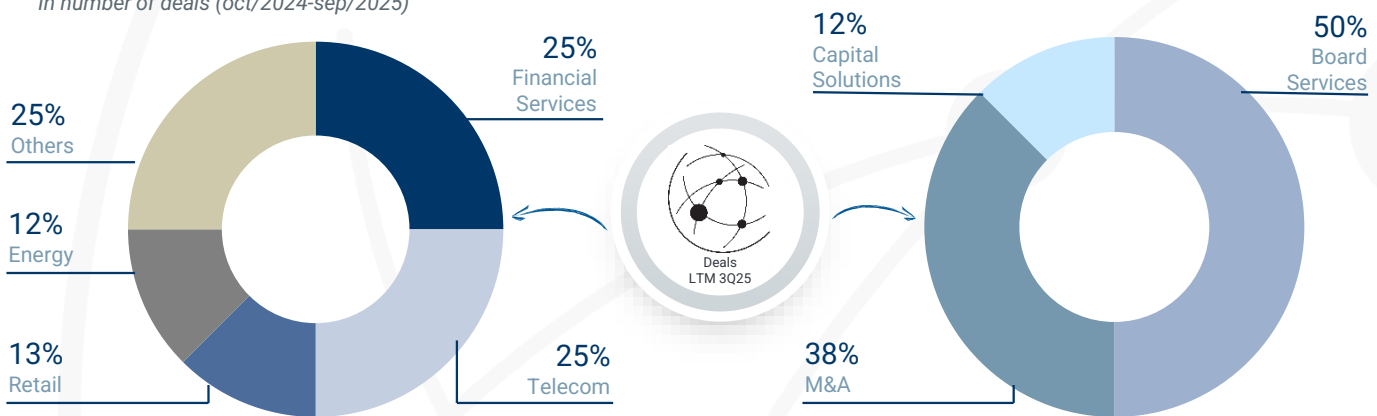 in number of deals (oct/2024-sep/2025)
25%
Financial
Services
25%
Others
12%
Energy
13%
Retail
25%
Telecom
Deals
LTM 3Q25
12%
Capital
Solutions
50%
Board
Services
38%
M&A